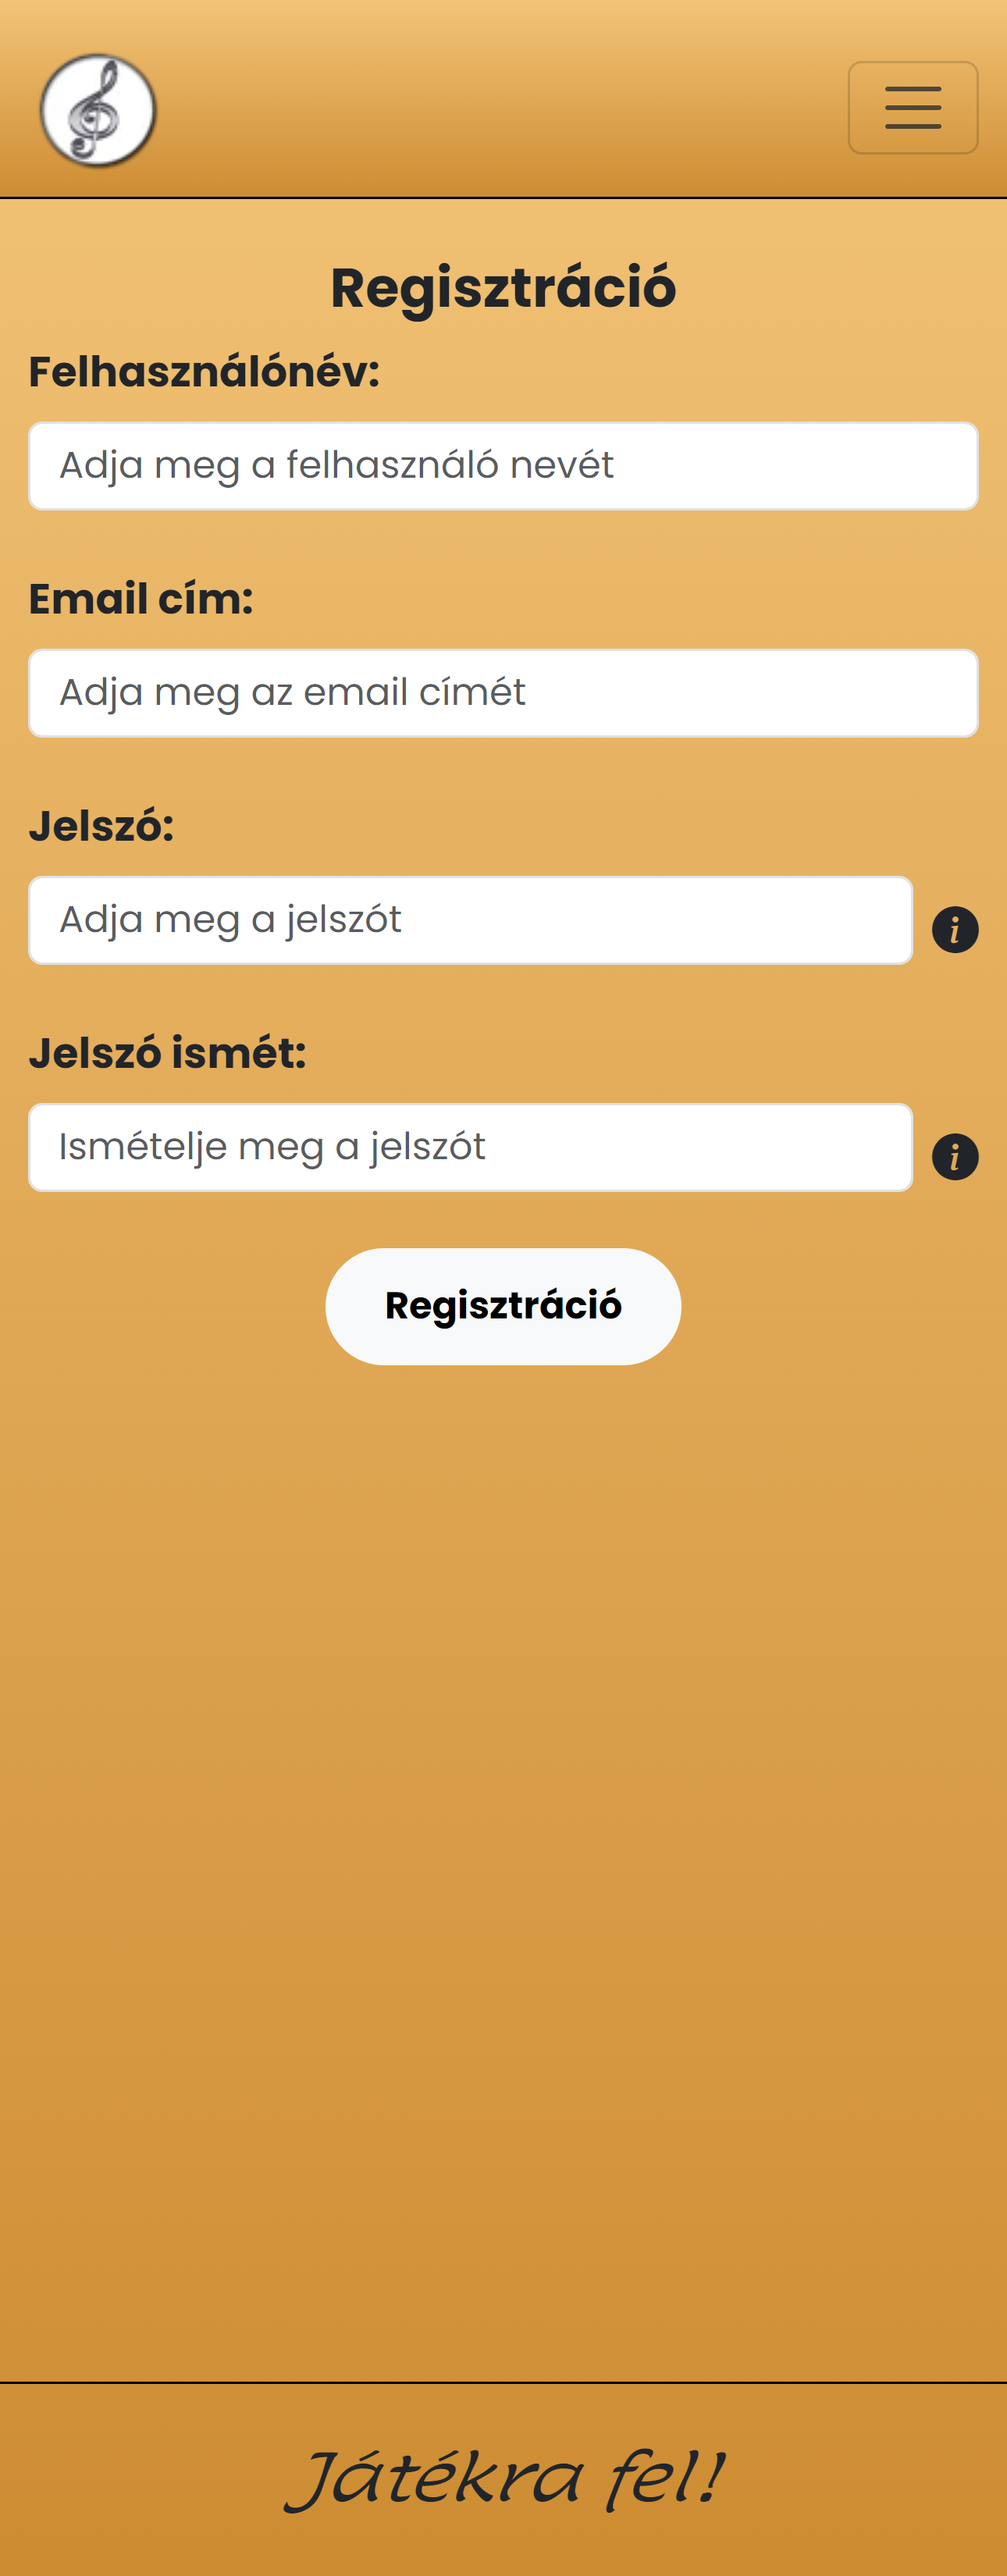 Regisztráció
Felhasználónév:
Adja meg a felhasználó nevét
Email cím:
Adja meg az email címét
Jelszó:
Adja meg a jelszót
i
Jelszó ismét:
Ismételje meg a jelszót
i
Regisztráció
Játékra fel!